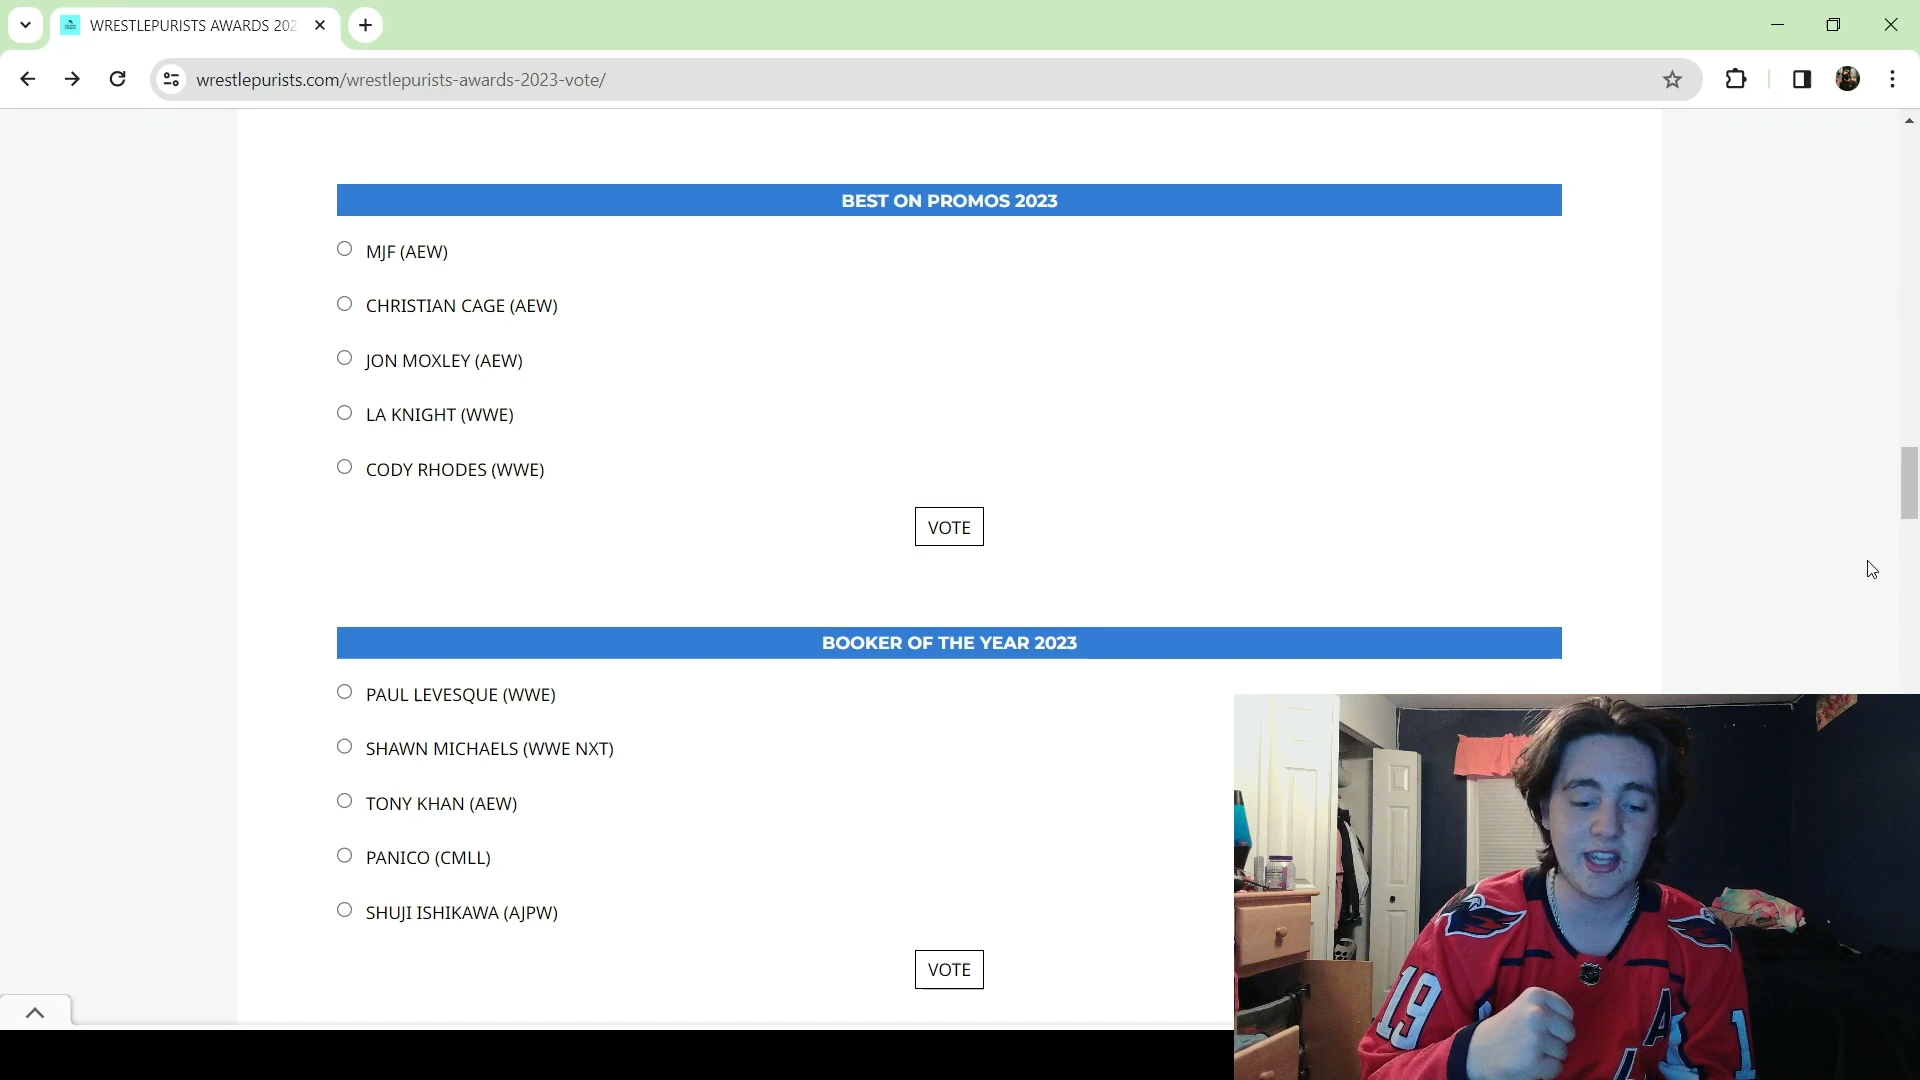 WRESTLEPURISTS AWARDS 202
wrestlepurists.com/wrestlepurists-awards-2023-vote/
BEST ON PROMOS 2023
MJF (AEW)
CHRISTIAN CAGE (AEW)
JON MOXLEY (AEW)
LA KNIGHT (WWE)
CODY RHODES (WWE)
VOTE
BOOKER OF THE YEAR 2023
PAUL LEVESQUE (WWE)
SHAWN MICHAELS (WWE NXT)
TONY KHAN (AEW)
PANICO (CMLL)
SHUJI ISHIKAWA (AJPW)
VOTE
19
A
1